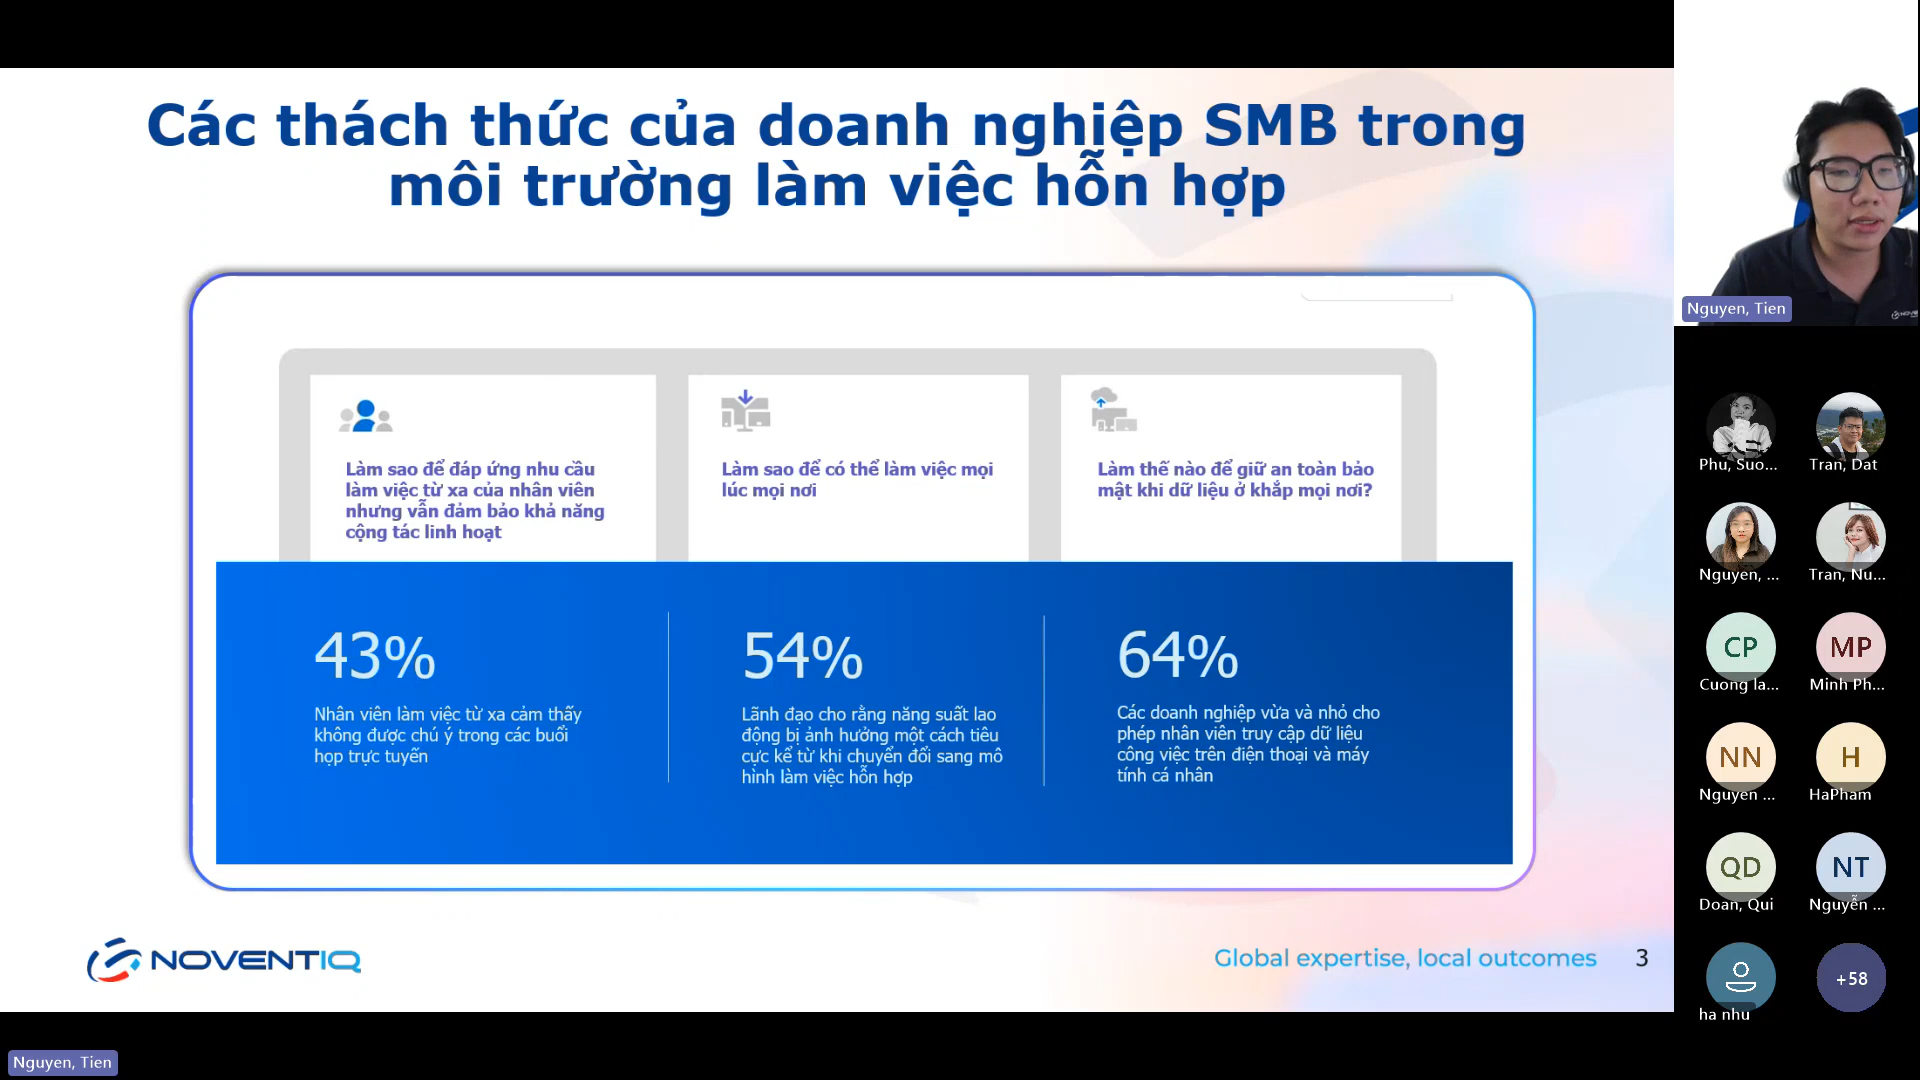 Các thách thức của doanh nghiệp SMB trong
môi trường làm việc hỗn hợp
Làm sao để đáp ứng nhu cầu
làm việc từ xa của nhân viên
nhưng vẫn đảm bảo khả năng
cộng tác linh hoạt
Làm sao để có thể làm việc mọi
lúc mọi nơi
Làm thế nào để giữ an toàn bảo
mật khi dữ liệu ở khắp mọi nơi?
43%
Nhân viên làm việc từ xa cảm thấy
không được chú ý trong các buổi
họp trực tuyến
54%
Lãnh đạo cho rằng năng suất lao
động bị ảnh hưởng một cách tiêu
cực kể từ khi chuyển đổi sang mô
hình làm việc hỗn hợp
64%
Các doanh nghiệp vừa và nhỏ cho
phép nhân viên truy cập dữ liệu
công việc trên điện thoại và máy
tính cá nhân
NOVENTIQ
Global expertise, local outcomes
3
Nguyen, Tien
Phu, Suo...
Tran, Dat
Nguyen, ...
Tran, Nu...
CP
Cuong la...
MP
Minh Ph...
NN
Nguyen ...
H
HaPham
QD
Doan, Qui
NT
Nguyễn ...
ha nhu
+58
Nguyen, Tien